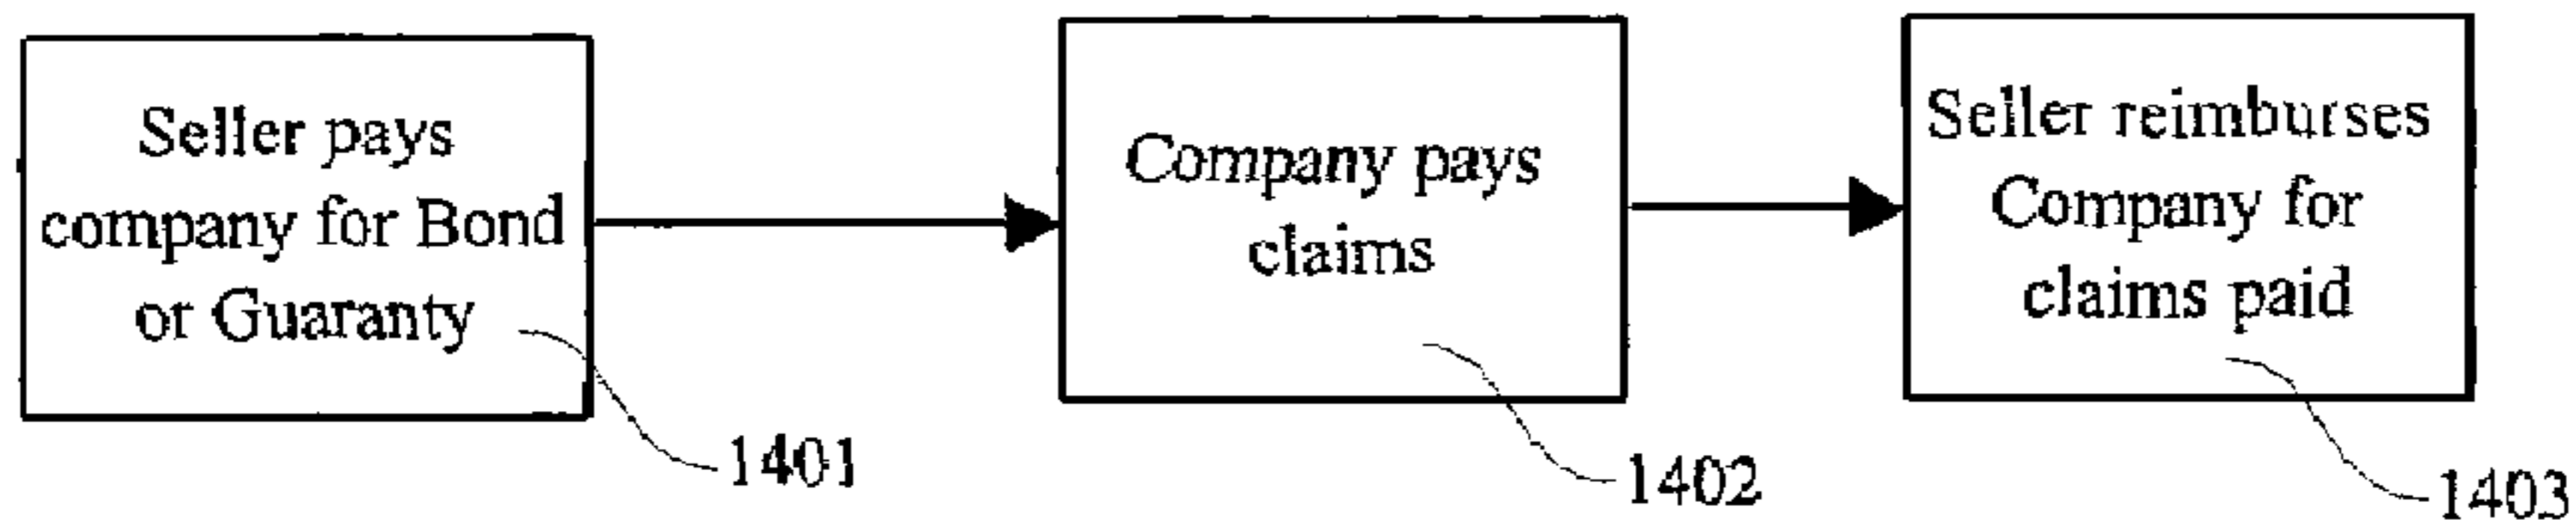 Seller pays
company for Bond
or Guaranty
1401
Company pays
claims
1402
Seller reimburses
Company for
claims paid
1403